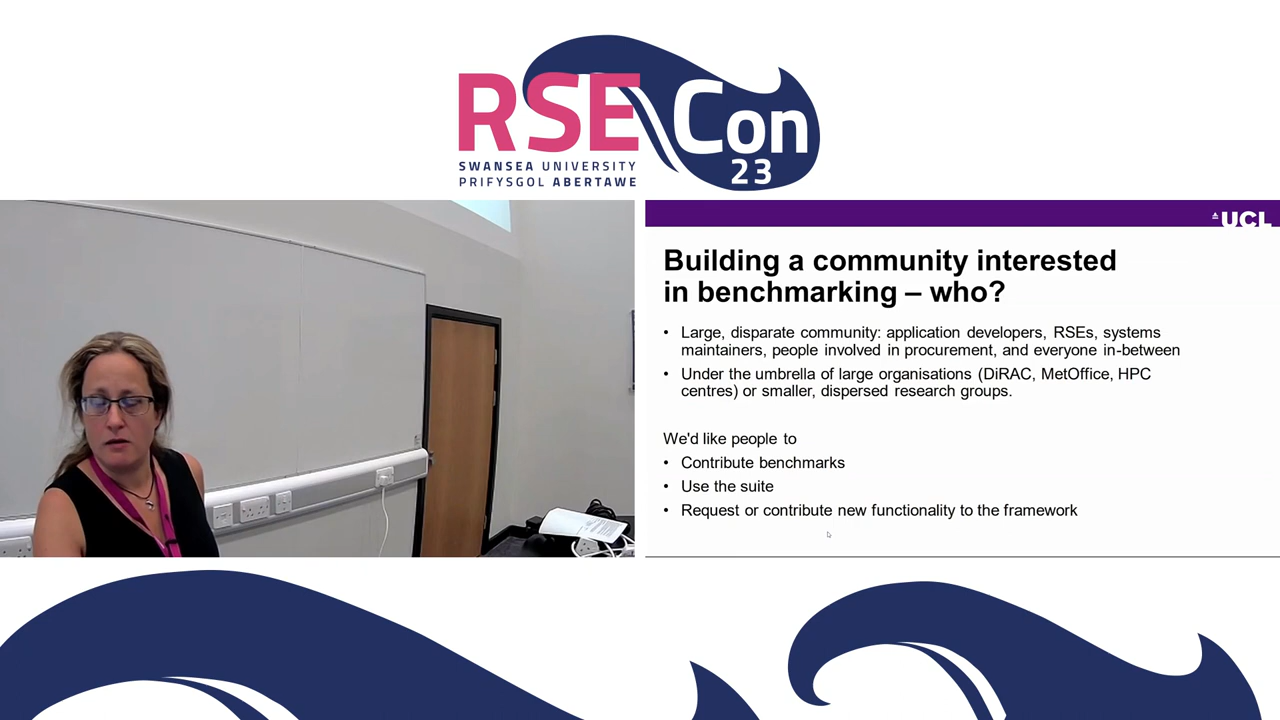 RSE Con
23
SWANSEA UNIVERSITY
PRIFYSGOL ABERTAWE
UCL
Building a community interested
in benchmarking – who?
• Large, disparate community: application developers, RSEs, systems
maintainers, people involved in procurement, and everyone in-between
• Under the umbrella of large organisations (DiRAC, MetOffice, HPC
centres) or smaller, dispersed research groups.
We'd like people to
• Contribute benchmarks
• Use the suite
• Request or contribute new functionality to the framework